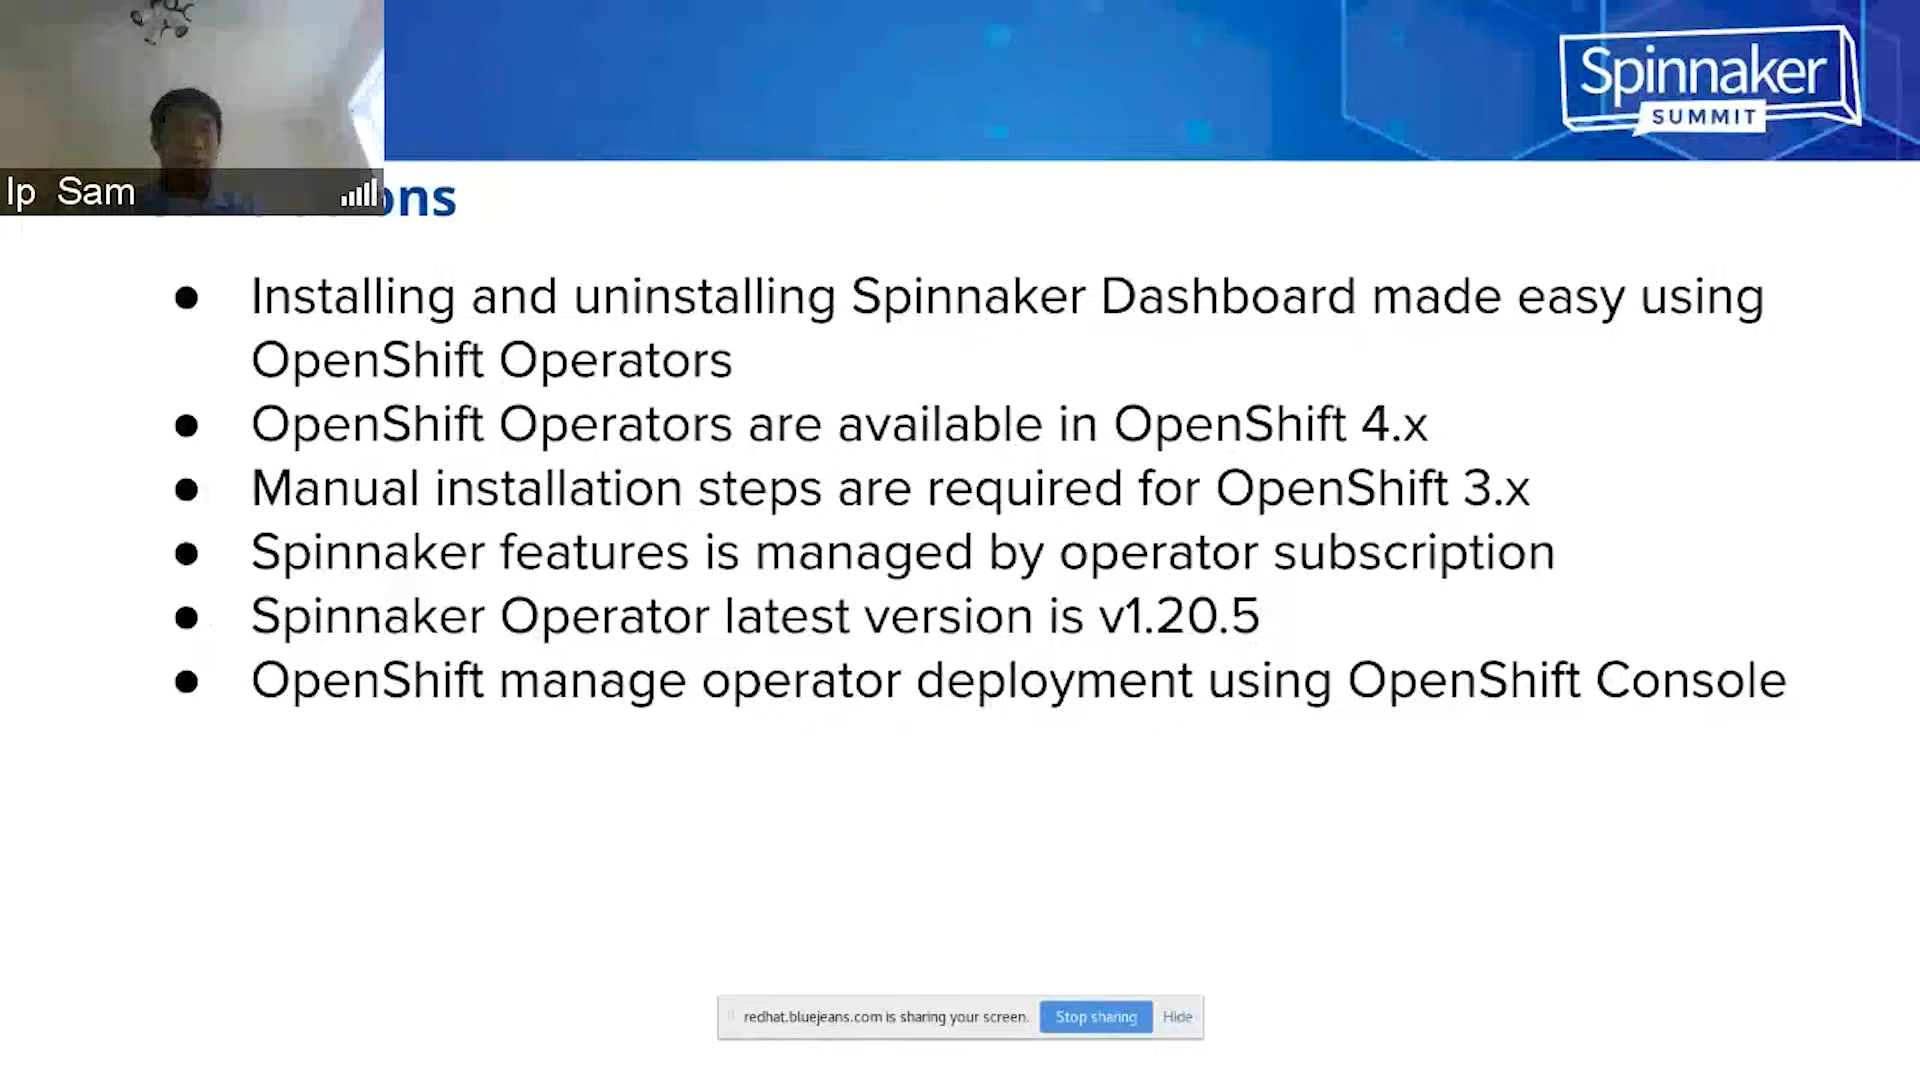 Spinnaker
SUMMIT
Ip Sam
ons
● Installing and uninstalling Spinnaker Dashboard made easy using
OpenShift Operators
● OpenShift Operators are available in OpenShift 4.x
● Manual installation steps are required for OpenShift 3.x
● Spinnaker features is managed by operator subscription
● Spinnaker Operator latest version is v1.20.5
● OpenShift manage operator deployment using OpenShift Console
redhat.bluejeans.com is sharing your screen. Stop sharing Hide